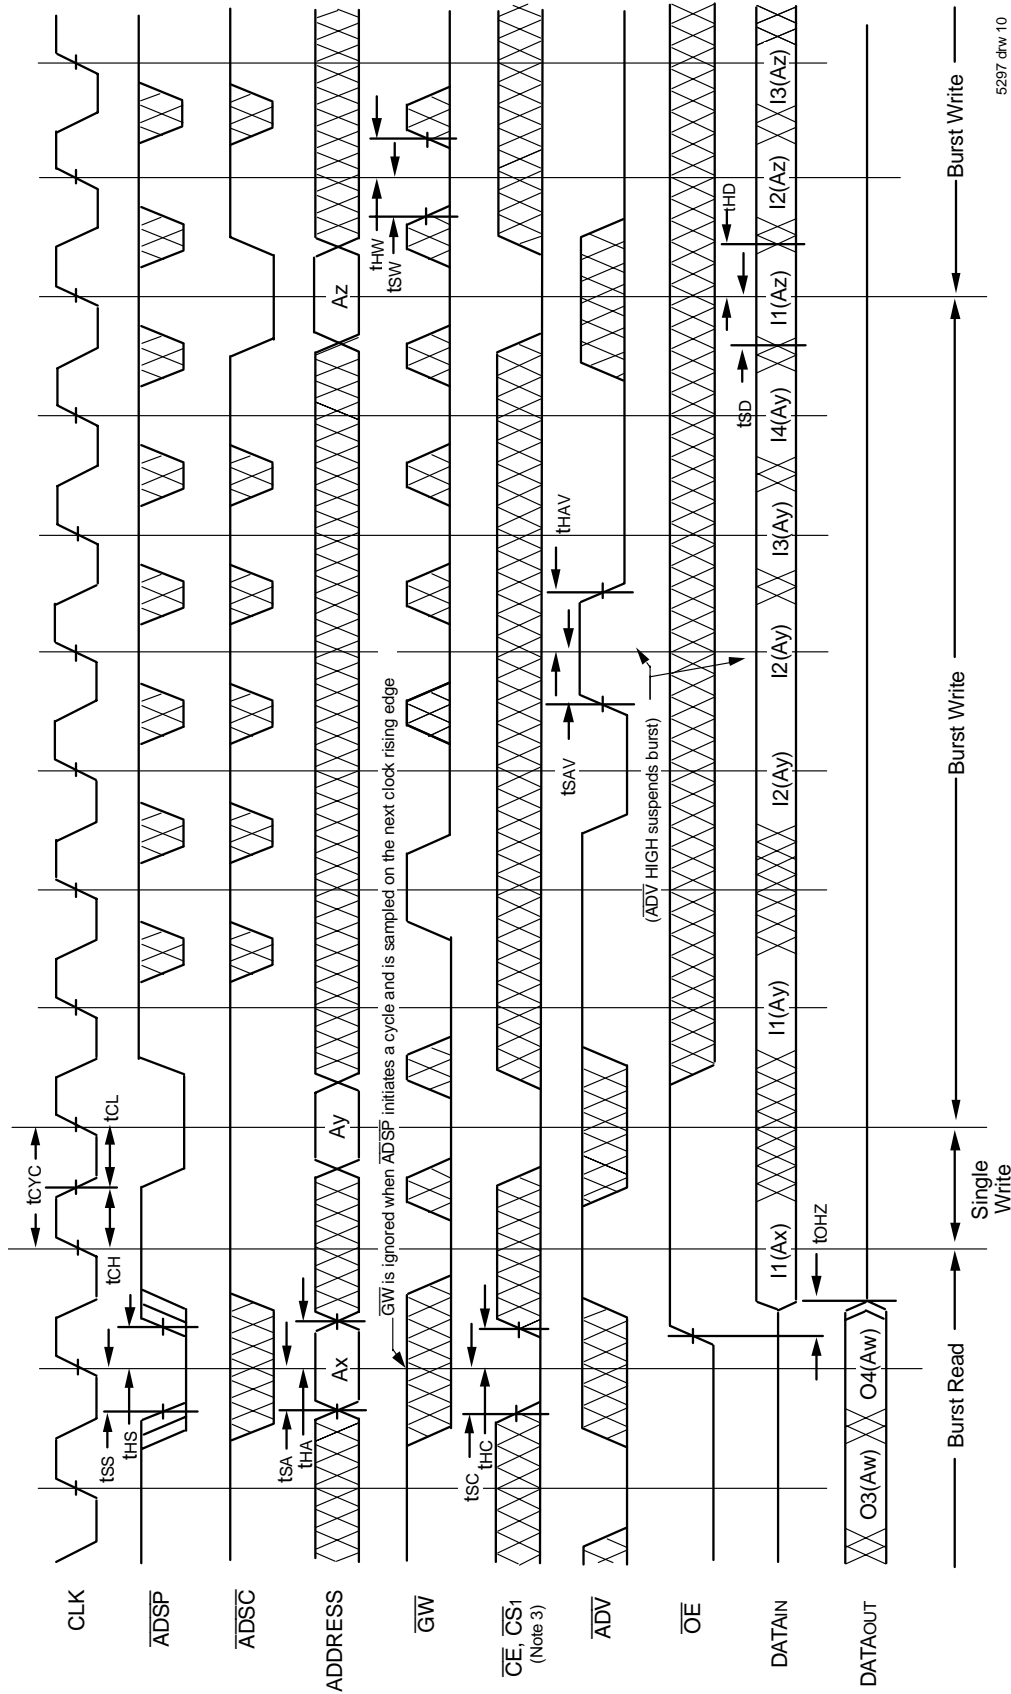 CLK
tCYC
tCH
tCL
ADSP
tSS
tHS
ADSC
ADDRESS
tSA
tHA
Ax
Ay
Az
GW
GW is ignored when ADSP initiates a cycle and is sampled on the next clock rising edge
tHW
tSW
CE, CS1
(Note 3)
tSC
tHC
ADV
tSAV
tHAV
(ADV HIGH suspends burst)
OE
DATAIN
I1(Ax)
I1(Ay)
I2(Ay)
I2(Ay)
I3(Ay)
I4(Ay)
I1(Az)
I2(Az)
I3(Az)
tSD
tHD
tOHZ
DATAOUT
O3(Aw)
O4(Aw)
Burst Read
Single
Write
Burst Write
Burst Write
5297 drw 10